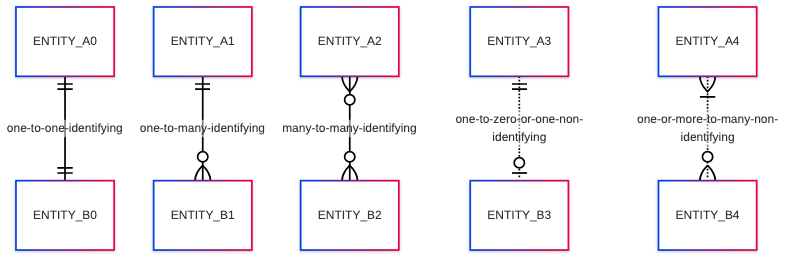 ENTITY_A0
ENTITY_A1
ENTITY_A2
ENTITY_A3
ENTITY_A4
one-to-one-identifying
one-to-many-identifying
many-to-many-identifying
one-to-zero-or-one-non-
identifying
one-or-more-to-many-non-
identifying
ENTITY_B0
ENTITY_B1
ENTITY_B2
ENTITY_B3
ENTITY_B4